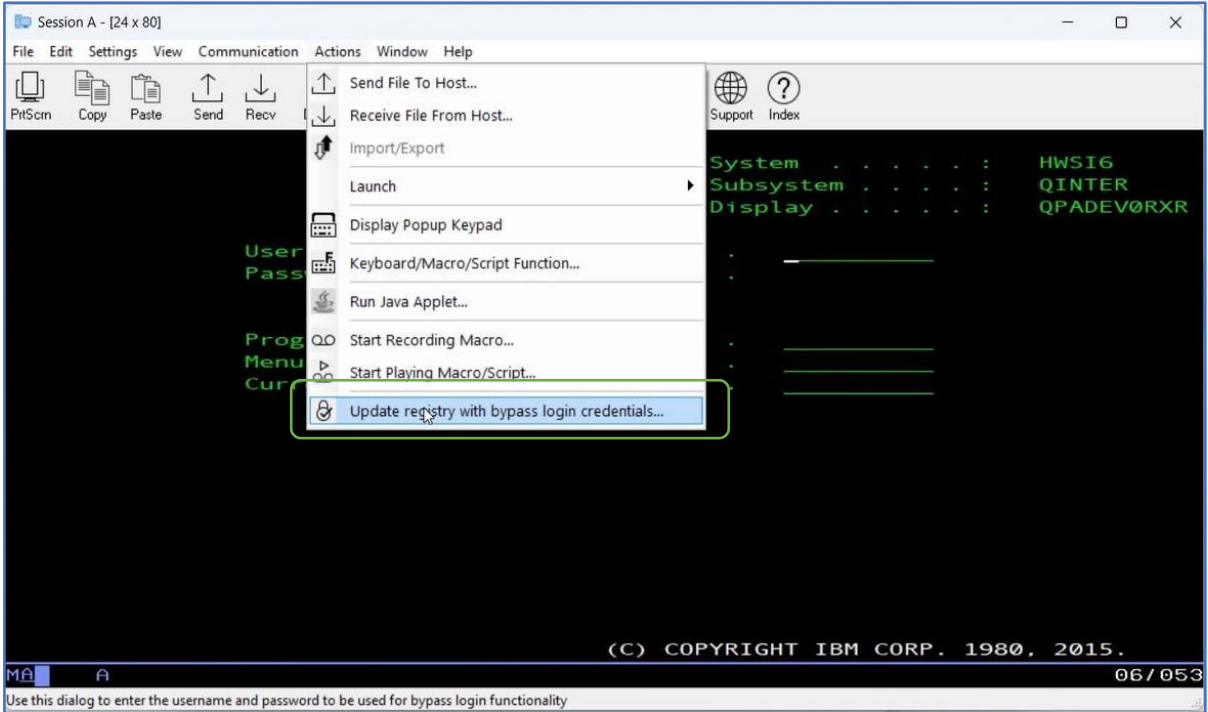 Session A - [24 x 80]
File Edit Settings View Communication Actions Window Help
PrtScrn Copy Paste Send Recv Support Index
Send File To Host...
Receive File From Host...
Import/Export
Launch
Display Popup Keypad
Keyboard/Macro/Script Function...
Run Java Applet...
Start Recording Macro...
Start Playing Macro/Script...
Update registry with bypass login credentials...
System . . . . . : HWSI6
Subsystem . . . . : QINTER
Display . . . . . : QPADEV0RXR
User .
Pass .
Prog .
Menu .
Cur .
(C) COPYRIGHT IBM CORP. 1980, 2015.
MA A 06/053
Use this dialog to enter the username and password to be used for bypass login functionality